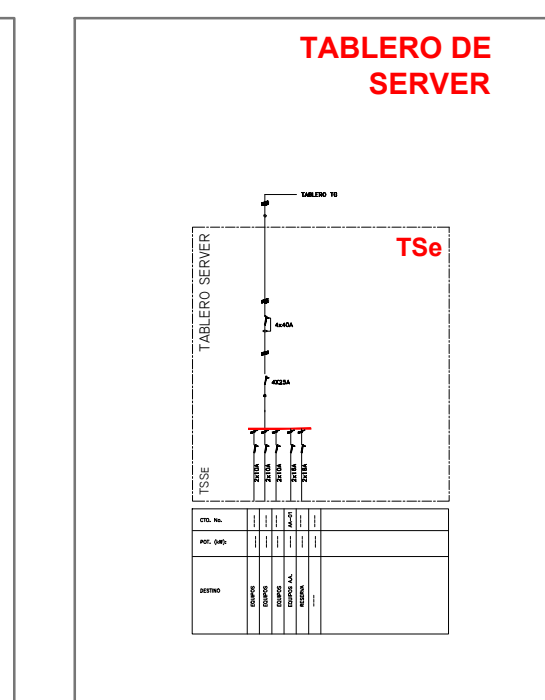 TABLERO DE
SERVER
TABLERO TG
TSe
TABLERO SERVER
4x40A
4X25A
TSSE
2x10A
2x10A
2x10A
2x16A
2x16A
CTO. No.
---
---
---
AA-01
---
---
POT. (kW):
---
---
---
---
---
---
DESTINO
EQUIPOS
EQUIPOS
EQUIPOS
EQUIPOS A.A.
RESERVA
---